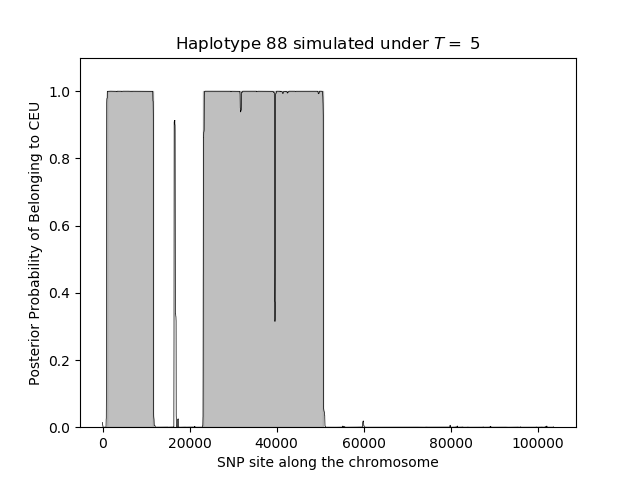 Haplotype 88 simulated under T = 5
Posterior Probability of Belonging to CEU
1.0
0.8
0.6
0.4
0.2
0.0
0 20000 40000 60000 80000 100000
SNP site along the chromosome